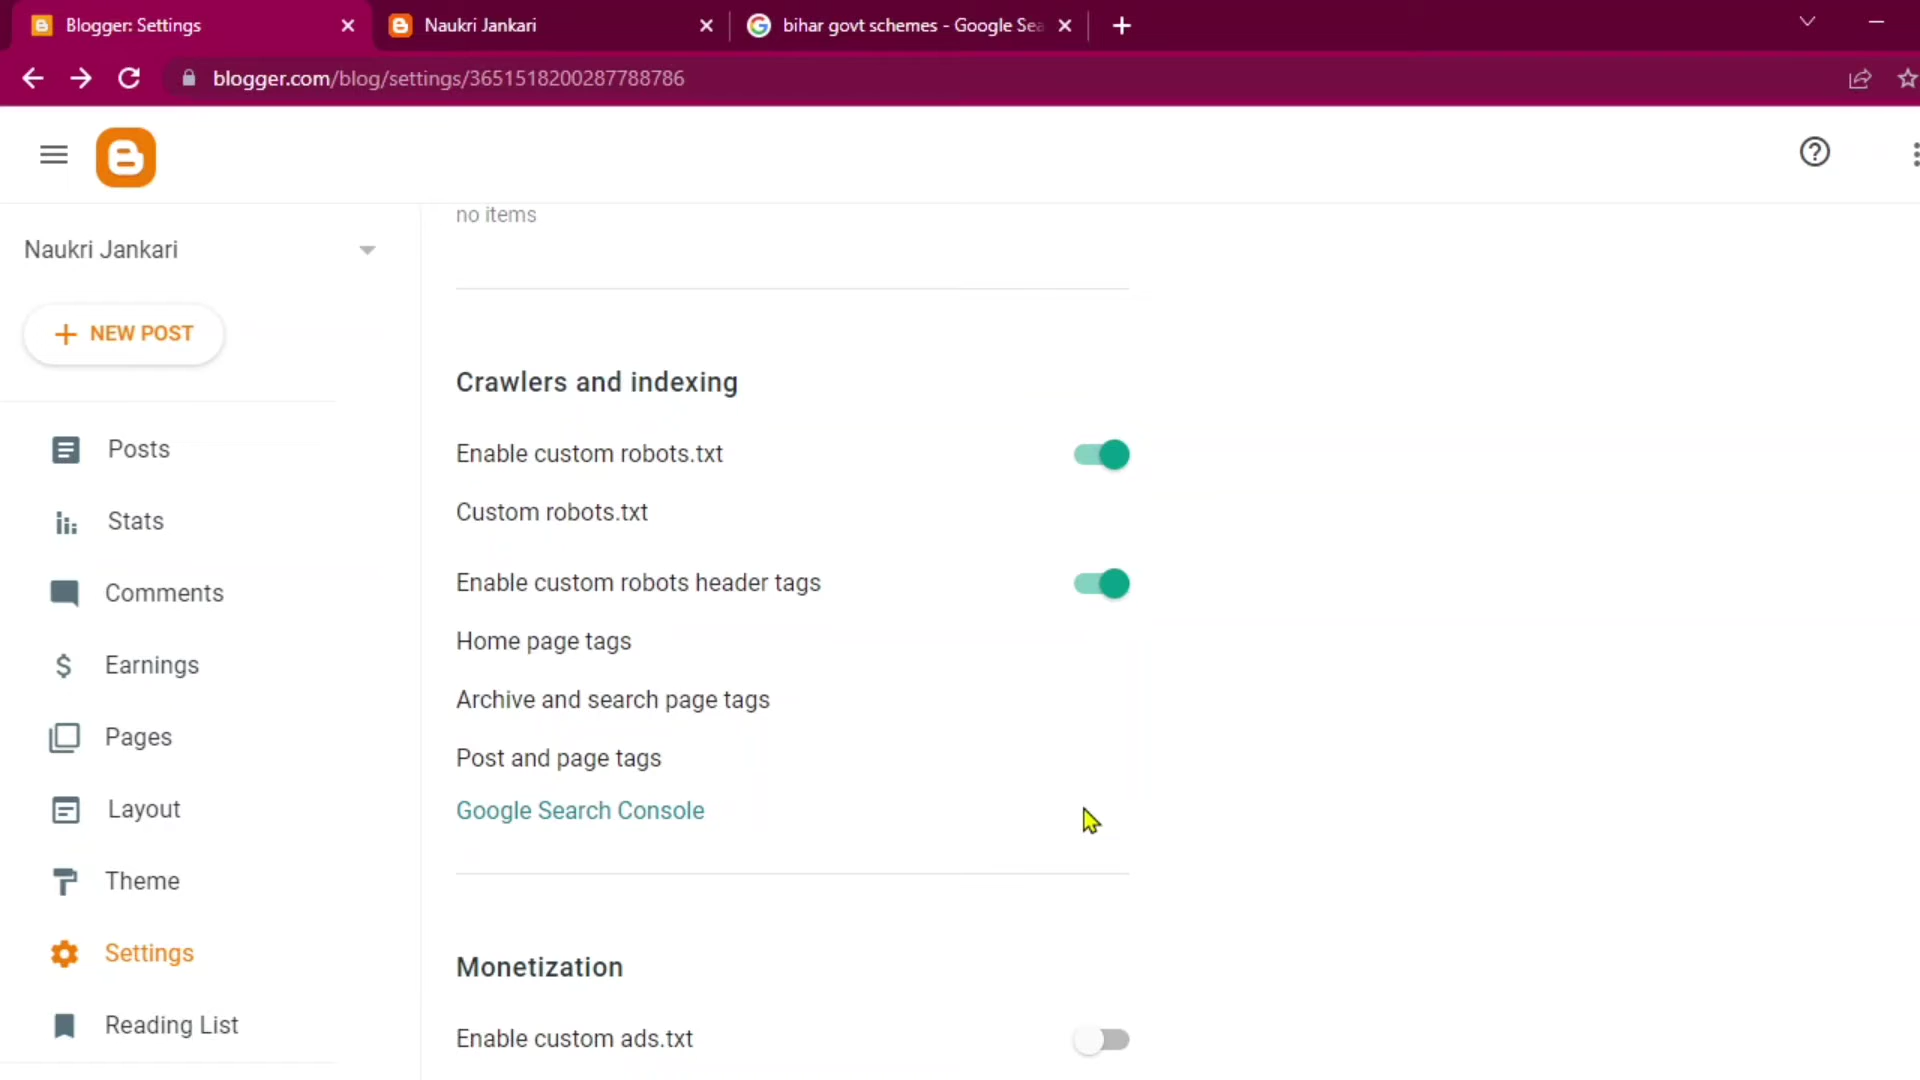 Blogger: Settings
Naukri Jankari
bihar govt schemes - Google Sea
blogger.com/blog/settings/3651518200287788786
no items
Naukri Jankari
NEW POST
Posts
Stats
Comments
Earnings
Pages
Layout
Theme
Settings
Reading List
Crawlers and indexing
Enable custom robots.txt
Custom robots.txt
Enable custom robots header tags
Home page tags
Archive and search page tags
Post and page tags
Google Search Console
Monetization
Enable custom ads.txt